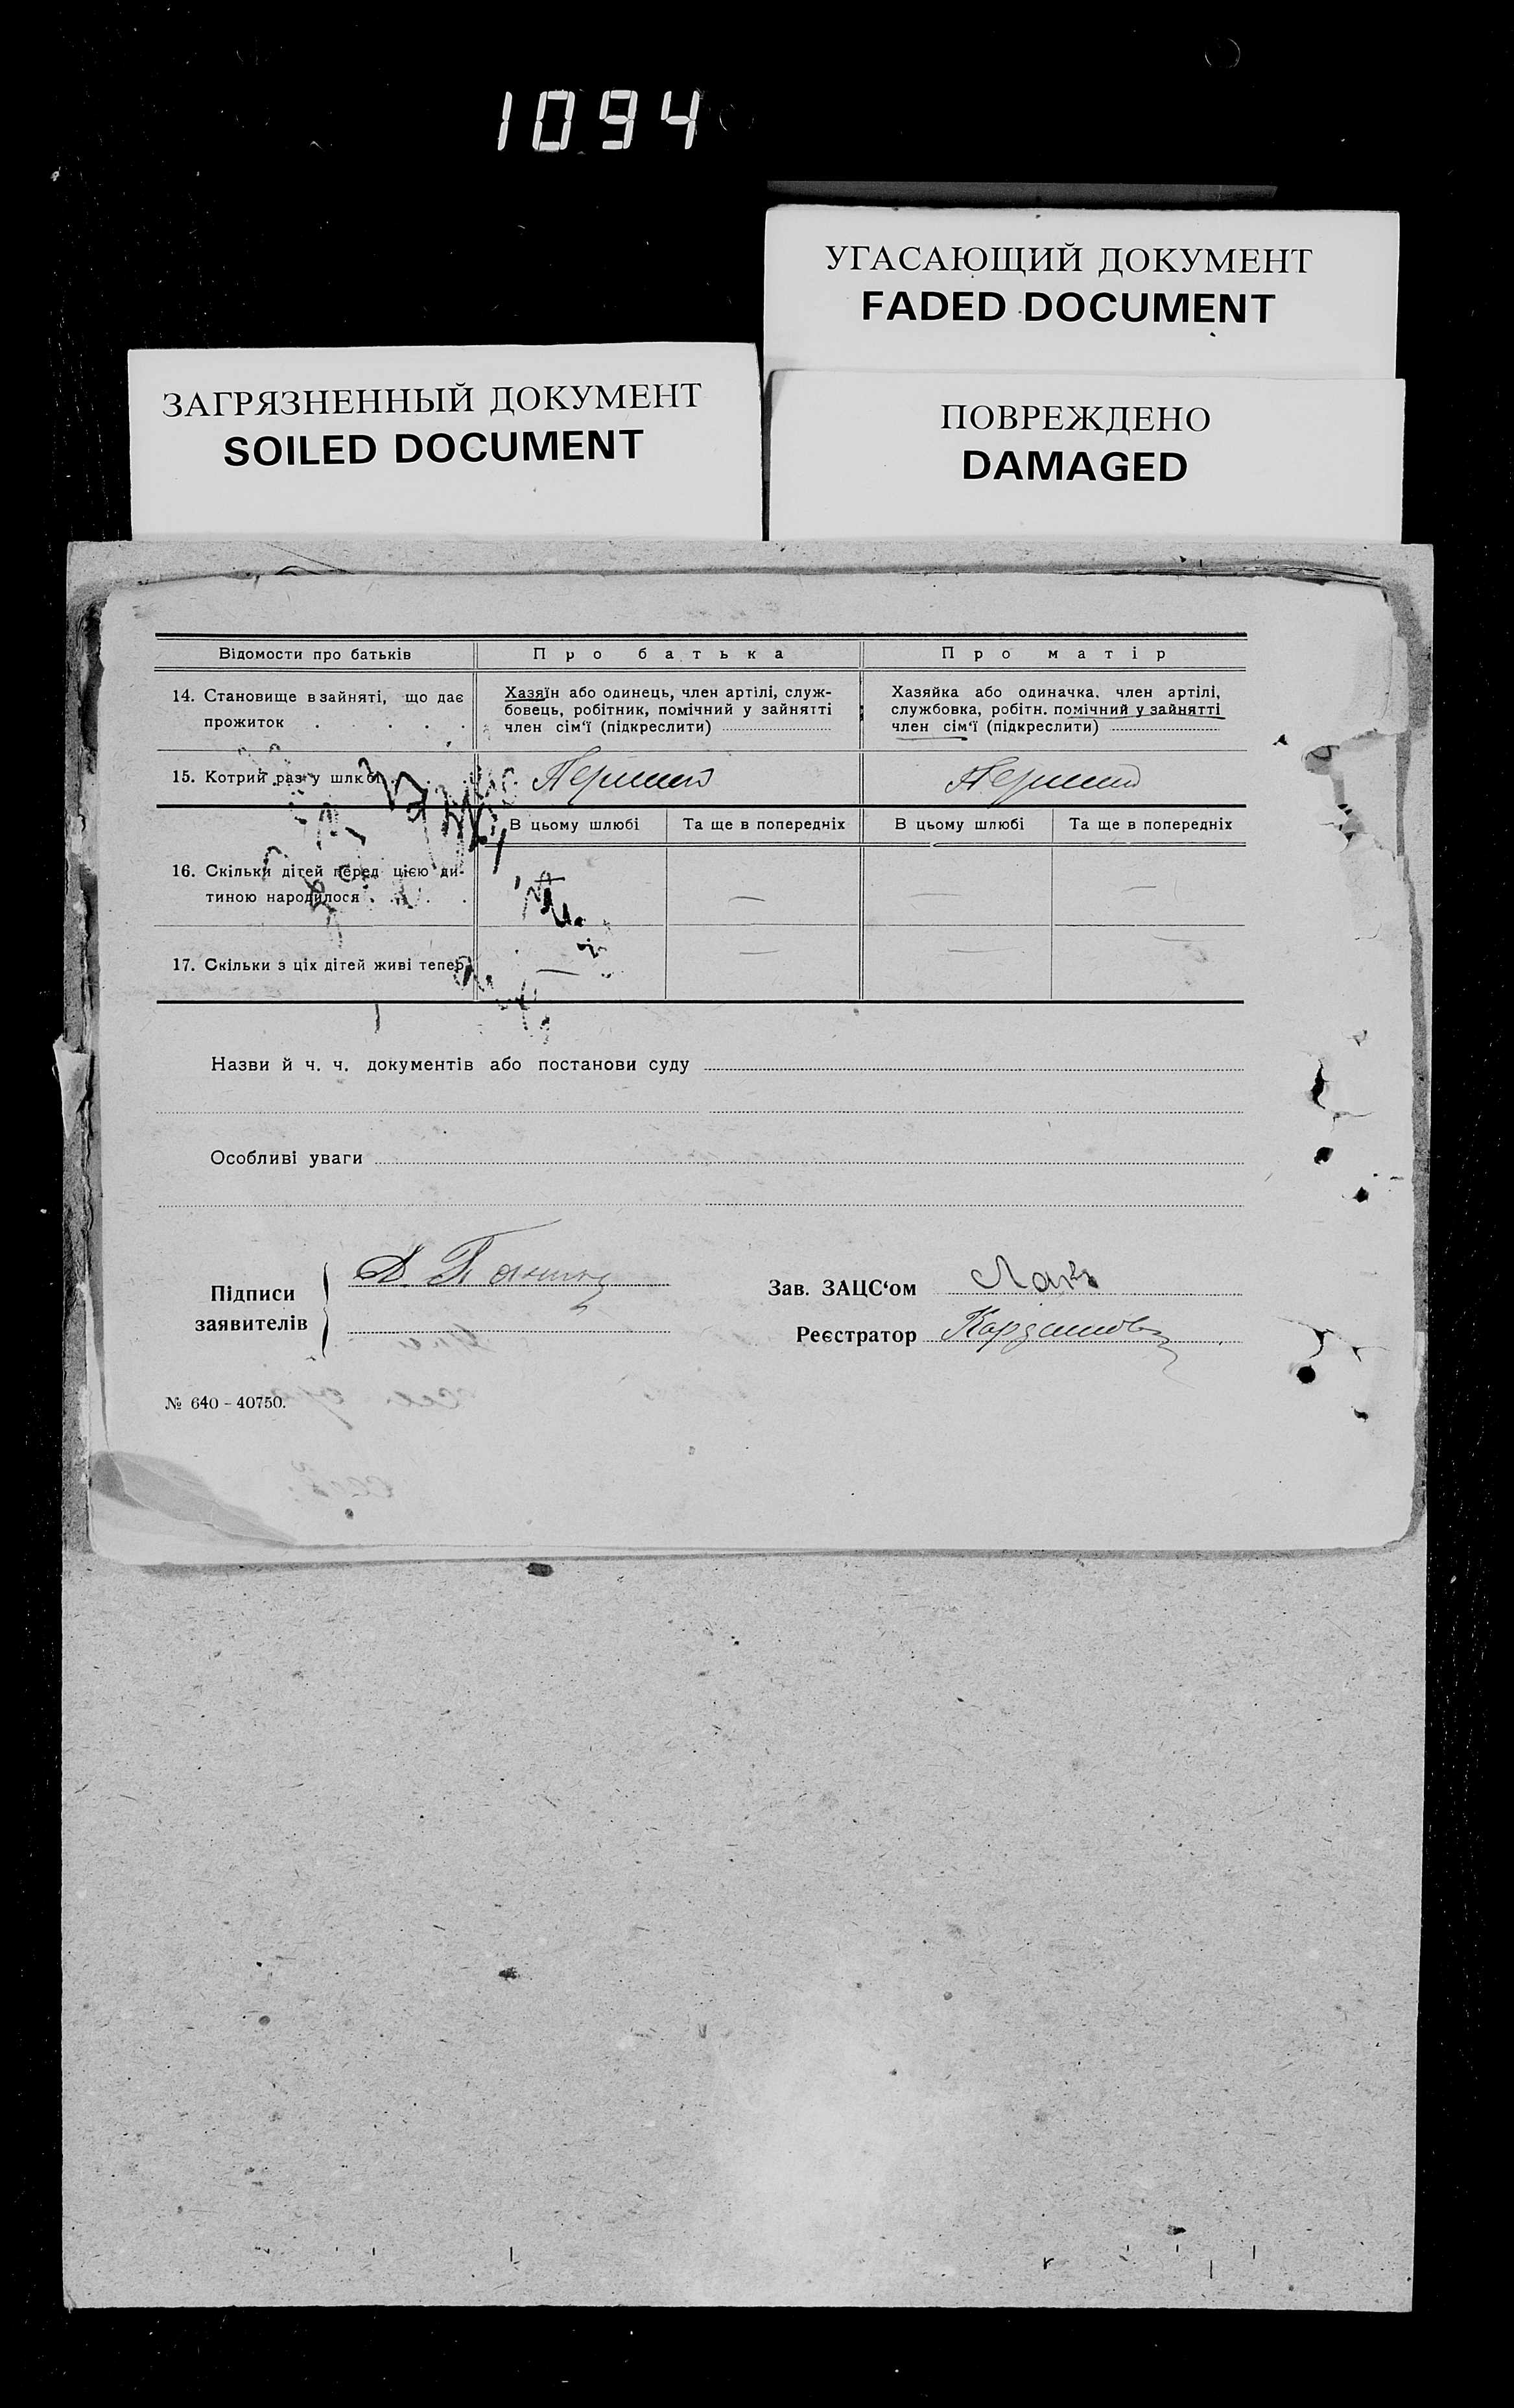 1094
УГАСАЮЩИЙ ДОКУМЕНТ
FADED DOCUMENT
ЗАГРЯЗНЕННЫЙ ДОКУМЕНТ
SOILED DOCUMENT
ПОВРЕЖДЕНО
DAMAGED
Відомости про батьків Про батька Про матір
14. Становище в зайняті, що дає
прожиток . . . .
Хазяїн або одинець, член артілі, служ-
бовець, робітник, помічний у зайнятті
член сім'ї (підкреслити)
Хазяйка або одиначка, член артілі,
службовка, робітн. помічний у зайнятті
член сім'ї (підкреслити)
15. Котрий раз у шлюбі Перший Перший
В цьому шлюбі Та ще в попередніх В цьому шлюбі Та ще в попередніх
16. Скільки дітей перед цією ди-
тиною народилося . . . . — — —
17. Скільки з ціх дітей живі тепер — — — —
Назви й ч. ч. документів або постанови суду
Особливі уваги
Підписи
заявителів
Зав. ЗАЦС'ом
Реєстратор
№ 640 - 40750.